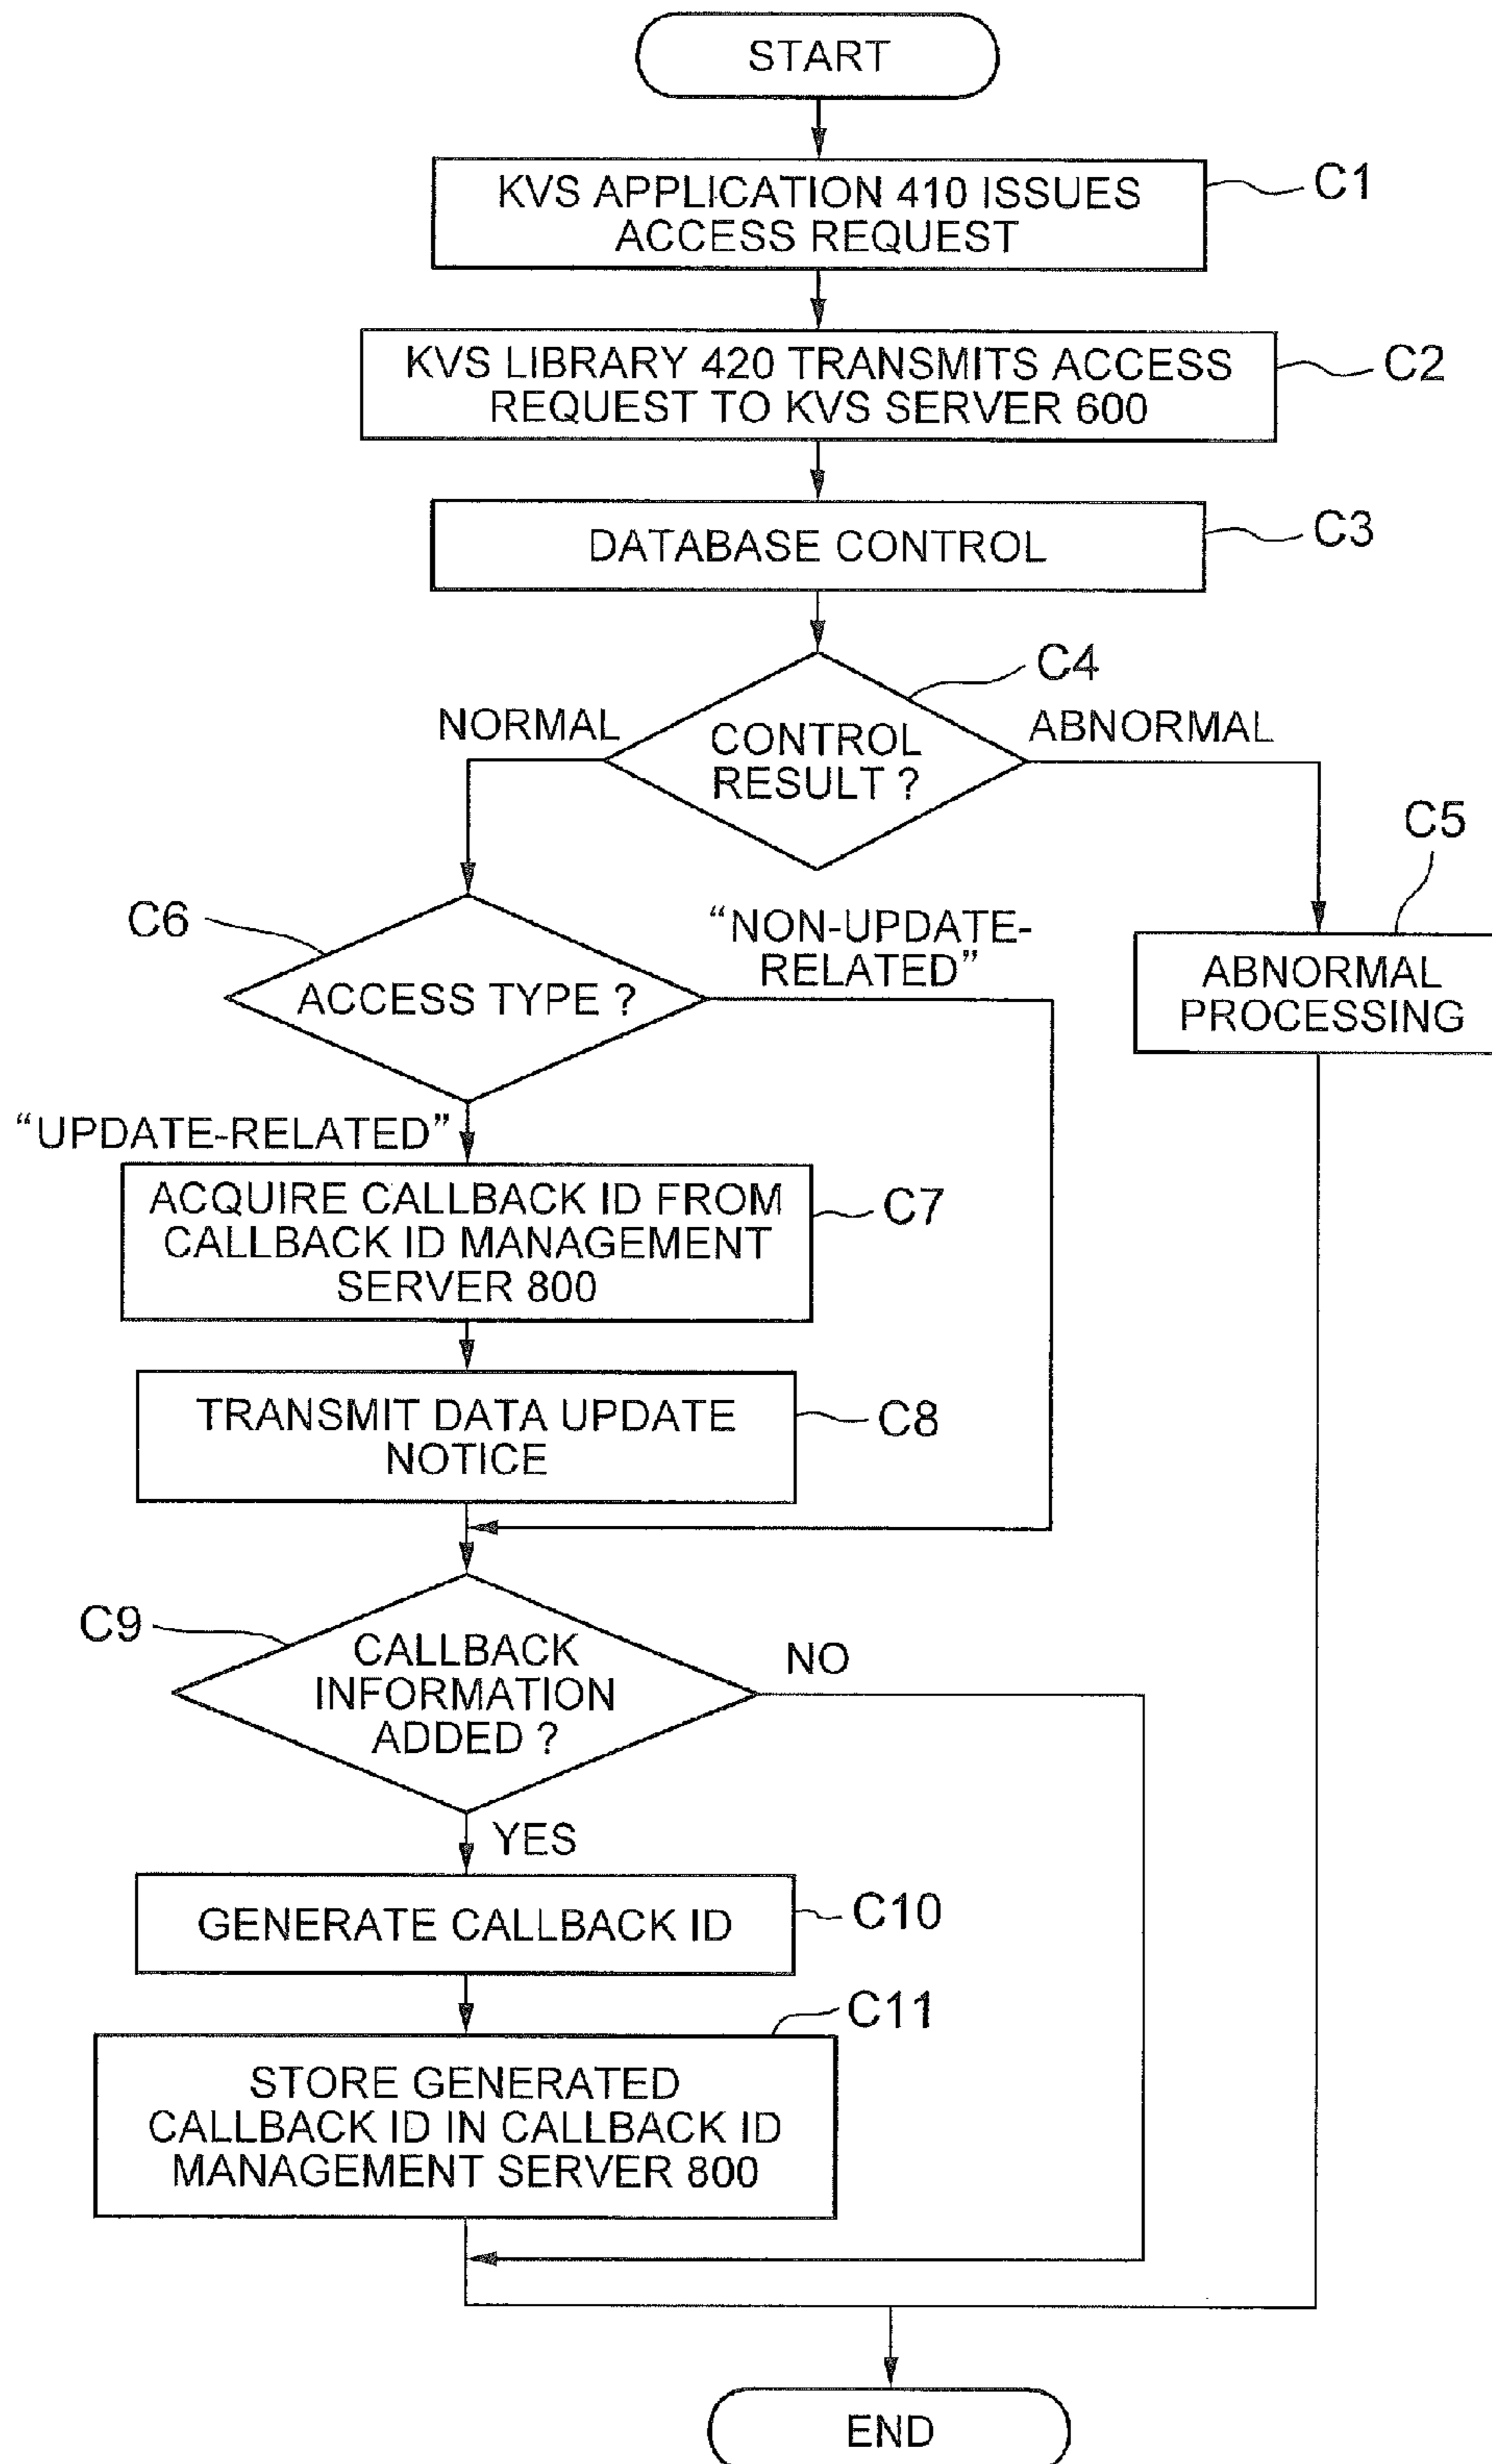 START
KVS APPLICATION 410 ISSUES
ACCESS REQUEST
C1
KVS LIBRARY 420 TRANSMITS ACCESS
REQUEST TO KVS SERVER 600
C2
DATABASE CONTROL
C3
C4
NORMAL
CONTROL
RESULT ?
ABNORMAL
C5
ABNORMAL
PROCESSING
C6
ACCESS TYPE ?
“NON-UPDATE-
RELATED”
“UPDATE-RELATED”
ACQUIRE CALLBACK ID FROM
CALLBACK ID MANAGEMENT
SERVER 800
C7
TRANSMIT DATA UPDATE
NOTICE
C8
C9
CALLBACK
INFORMATION
ADDED ?
NO
YES
GENERATE CALLBACK ID
C10
C11
STORE GENERATED
CALLBACK ID IN CALLBACK ID
MANAGEMENT SERVER 800
END